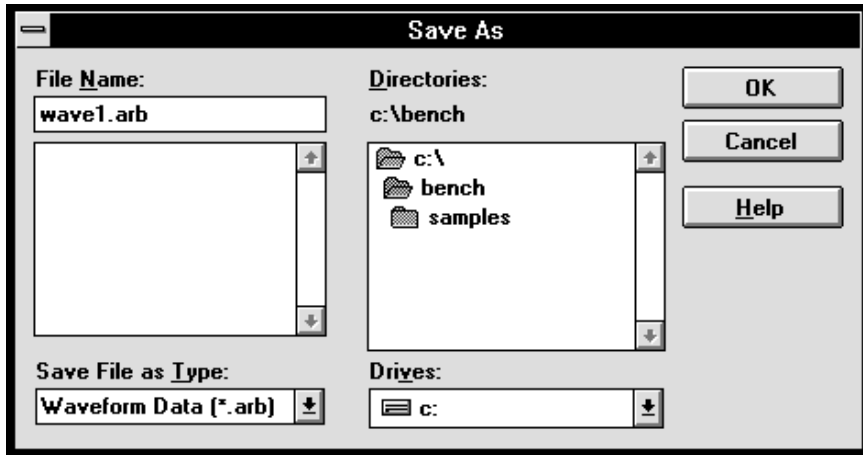 Save As
File Name:
wave1.arb
Directories:
c:\bench
c:\
bench
samples
OK
Cancel
Help
Save File as Type:
Waveform Data (*.arb)
Drives:
c: